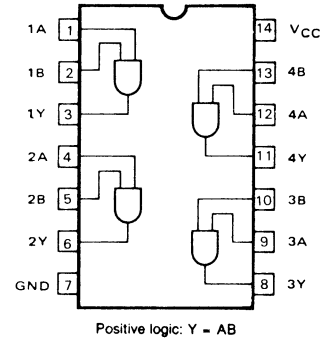 1A 1 14 VCC
1B 2 13 4B
1Y 3 12 4A
2A 4 11 4Y
2B 5 10 3B
2Y 6 9 3A
GND 7 8 3Y
Positive logic: Y = AB